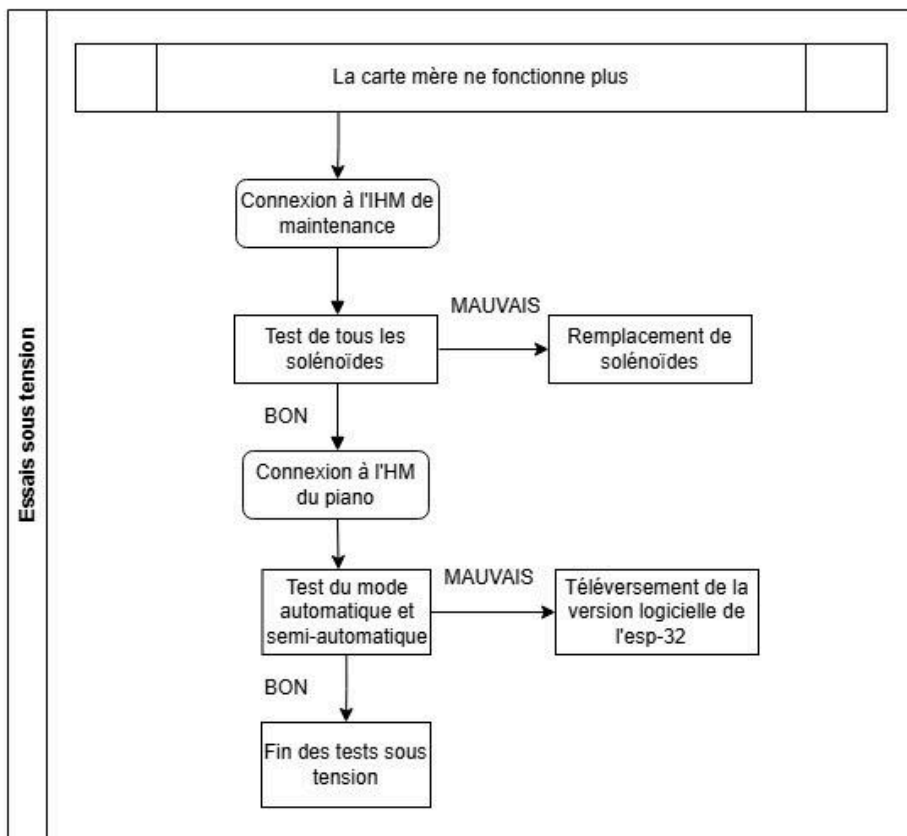 Essais sous tension
La carte mère ne fonctionne plus
Connexion à l'IHM de
maintenance
Test de tous les
solénoïdes
MAUVAIS
Remplacement de
solénoïdes
BON
Connexion à l'HM
du piano
Test du mode
automatique et
semi-automatique
MAUVAIS
Téléversement de la
version logicielle de
l'esp-32
BON
Fin des tests sous
tension